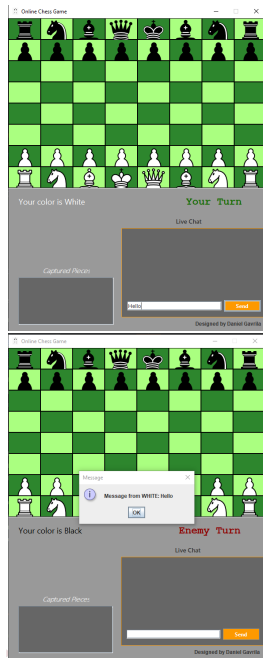 Online Chess Game
Your color is White
Your Turn
Live Chat
Captured Pieces:
Hello
Send
Designed by Daniel Gavrila
Online Chess Game
Message
Message from WHITE: Hello
OK
Your color is Black
Enemy Turn
Live Chat
Captured Pieces:
Send
Designed by Daniel Gavrila